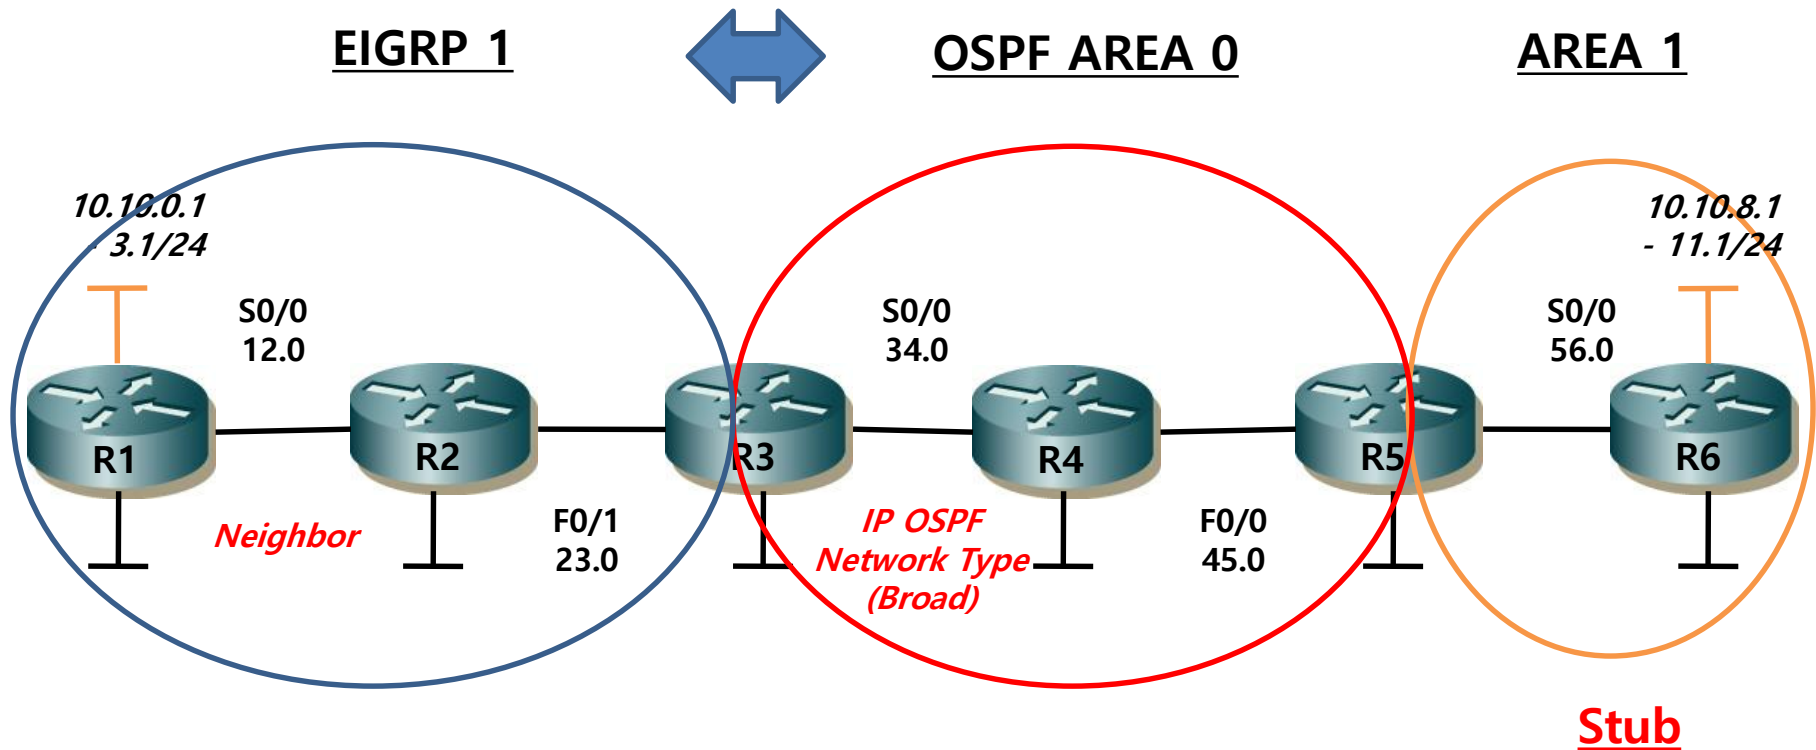 EIGRP 1
OSPF AREA 0
AREA 1
10.10.0.1
- 3.1/24
10.10.8.1
- 11.1/24
S0/0
12.0
S0/0
34.0
S0/0
56.0
R1
R2
R3
R4
R5
R6
Neighbor
F0/1
23.0
IP OSPF
Network Type
(Broad)
F0/0
45.0
Stub